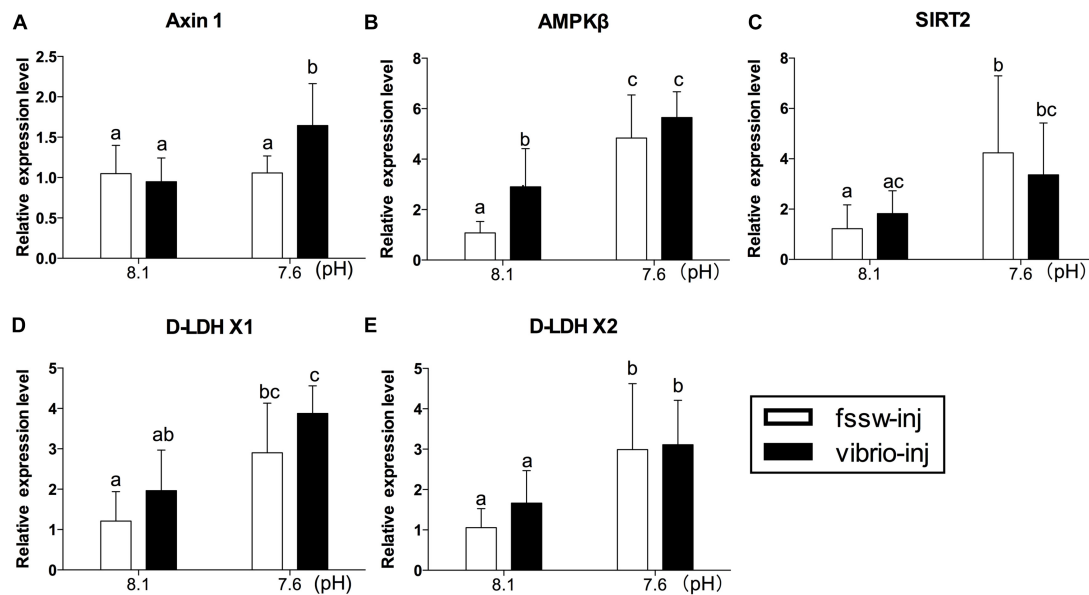 A
Axin 1
Relative expression level
2.5
2.0
1.5
1.0
0.5
0.0
a
a
a
b
8.1
7.6
(pH)
B
AMPKβ
Relative expression level
8
6
4
2
0
a
b
c
c
8.1
7.6
(pH)
C
SIRT2
Relative expression level
8
6
4
2
0
a
ac
b
bc
8.1
7.6
(pH)
D
D-LDH X1
Relative expression level
5
4
3
2
1
0
a
ab
bc
c
8.1
7.6
(pH)
E
D-LDH X2
Relative expression level
5
4
3
2
1
0
a
a
b
b
8.1
7.6
(pH)
fssw-inj
vibrio-inj